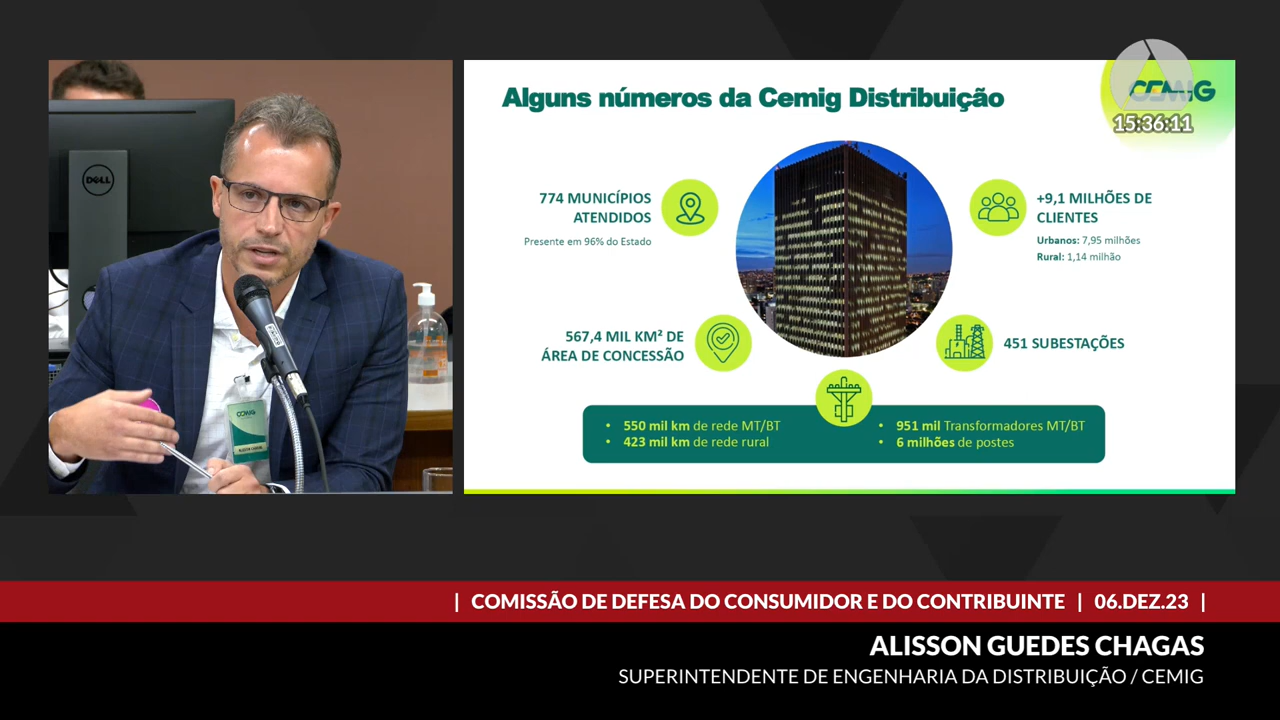 DELL
CEMIG
Alguns números da Cemig Distribuição
CEMIG
15:36:11
774 MUNICÍPIOS
ATENDIDOS
Presente em 96% do Estado
+9,1 MILHÕES DE
CLIENTES
Urbanos: 7,95 milhões
Rural: 1,14 milhão
567,4 MIL KM² DE
ÁREA DE CONCESSÃO
451 SUBESTAÇÕES
• 550 mil km de rede MT/BT
• 423 mil km de rede rural
• 951 mil Transformadores MT/BT
• 6 milhões de postes
| COMISSÃO DE DEFESA DO CONSUMIDOR E DO CONTRIBUINTE | 06.DEZ.23 |
ALISSON GUEDES CHAGAS
SUPERINTENDENTE DE ENGENHARIA DA DISTRIBUIÇÃO / CEMIG